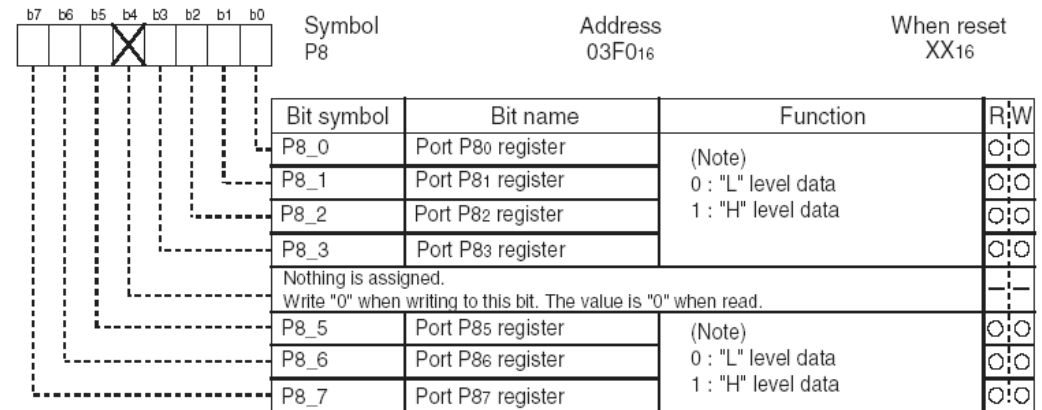 b7 b6 b5 b4 b3 b2 b1 b0
Symbol Address When reset
P8 03F016 XX16
Bit symbol Bit name Function R W
P8_0 Port P80 register
(Note)
0 : "L" level data
1 : "H" level data
P8_1 Port P81 register
P8_2 Port P82 register
P8_3 Port P83 register
Nothing is assigned.
Write "0" when writing to this bit. The value is "0" when read.
P8_5 Port P85 register
(Note)
0 : "L" level data
1 : "H" level data
P8_6 Port P86 register
P8_7 Port P87 register